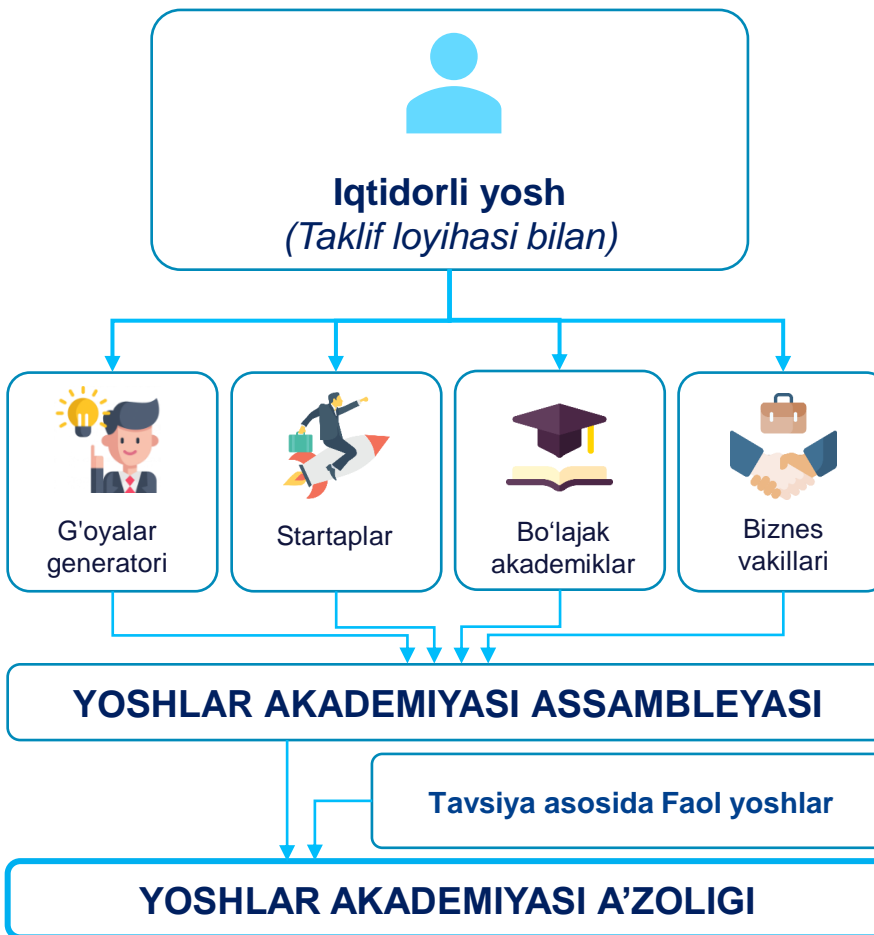 Iqtidorli yosh
(Taklif loyihasi bilan)
G'oyalar
generatori
Startaplar
Bo‘lajak
akademiklar
Biznes
vakillari
YOSHLAR AKADEMIYASI ASSAMBLEYASI
Tavsiya asosida Faol yoshlar
YOSHLAR AKADEMIYASI A’ZOLIGI